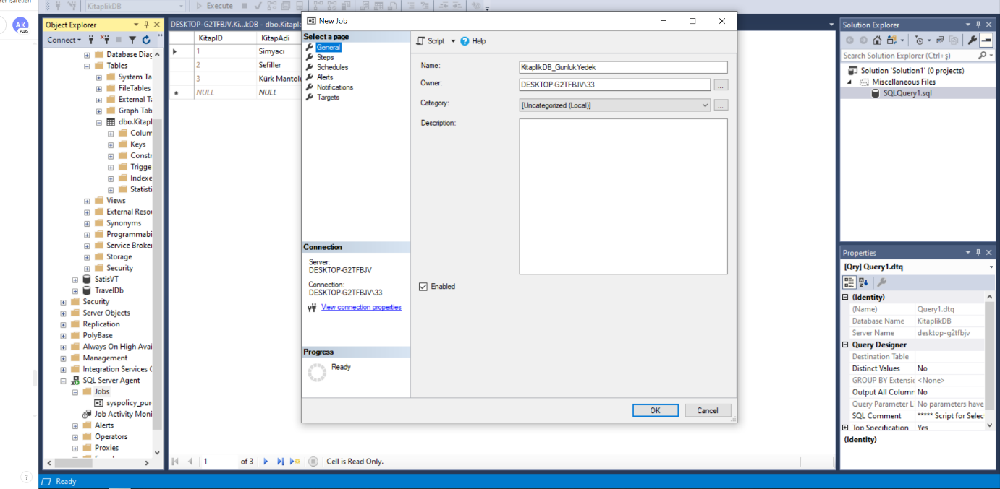 er işaretleri
AK
PLUS
?
KitaplikDB
Execute
Object Explorer
Connect
Database Diag
Tables
System Ta
FileTables
External Ta
Graph Tab
dbo.Kitapl
Colum
Keys
Constr
Trigge
Indexe
Statisti
Views
External Resou
Synonyms
Programmabi
Service Broker
Storage
Security
SatisVT
TravelDb
Security
Server Objects
Replication
PolyBase
Always On High Avai
Management
Integration Services C
SQL Server Agent
Jobs
syspolicy_pur
Job Activity Moni
Alerts
Operators
Proxies
DESKTOP-G2TFBJV.Ki...kDB - dbo.Kitapla
KitapID KitapAdi
1 Simyacı
2 Sefiller
3 Kürk Mantolu
NULL NULL
1 of 3 Cell is Read Only.
New Job
Select a page
General
Steps
Schedules
Alerts
Notifications
Targets
Connection
Server:
DESKTOP-G2TFBJV
Connection:
DESKTOP-G2TFBJV\33
View connection properties
Progress
Ready
Script Help
Name: KitaplikDB_GunlukYedek
Owner: DESKTOP-G2TFBJV\33 ...
Category: [Uncategorized (Local)] ...
Description:
Enabled
OK Cancel
Solution Explorer
Search Solution Explorer (Ctrl+ş)
Solution 'Solution1' (0 projects)
Miscellaneous Files
SQLQuery1.sql
Properties
[Qry] Query1.dtq
(Identity)
(Name) Query1.dtq
Database Name KitaplikDB
Server Name desktop-g2tfbjv
Query Designer
Destination Table
Distinct Values No
GROUP BY Extensic <None>
Output All Columr No
Query Parameter L No parameters have
SQL Comment ***** Script for Selec
Top Specification Yes
(Identity)
Ready